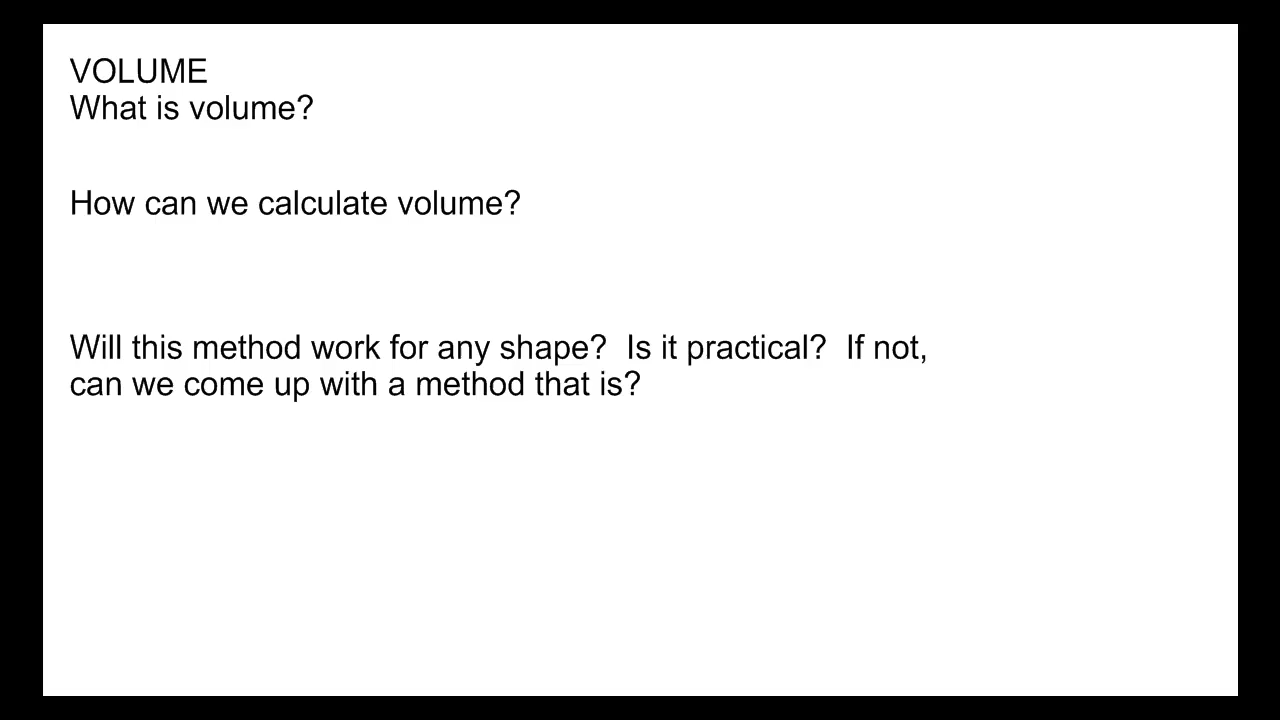 VOLUME
What is volume?
How can we calculate volume?
Will this method work for any shape?  Is it practical?  If not,
can we come up with a method that is?